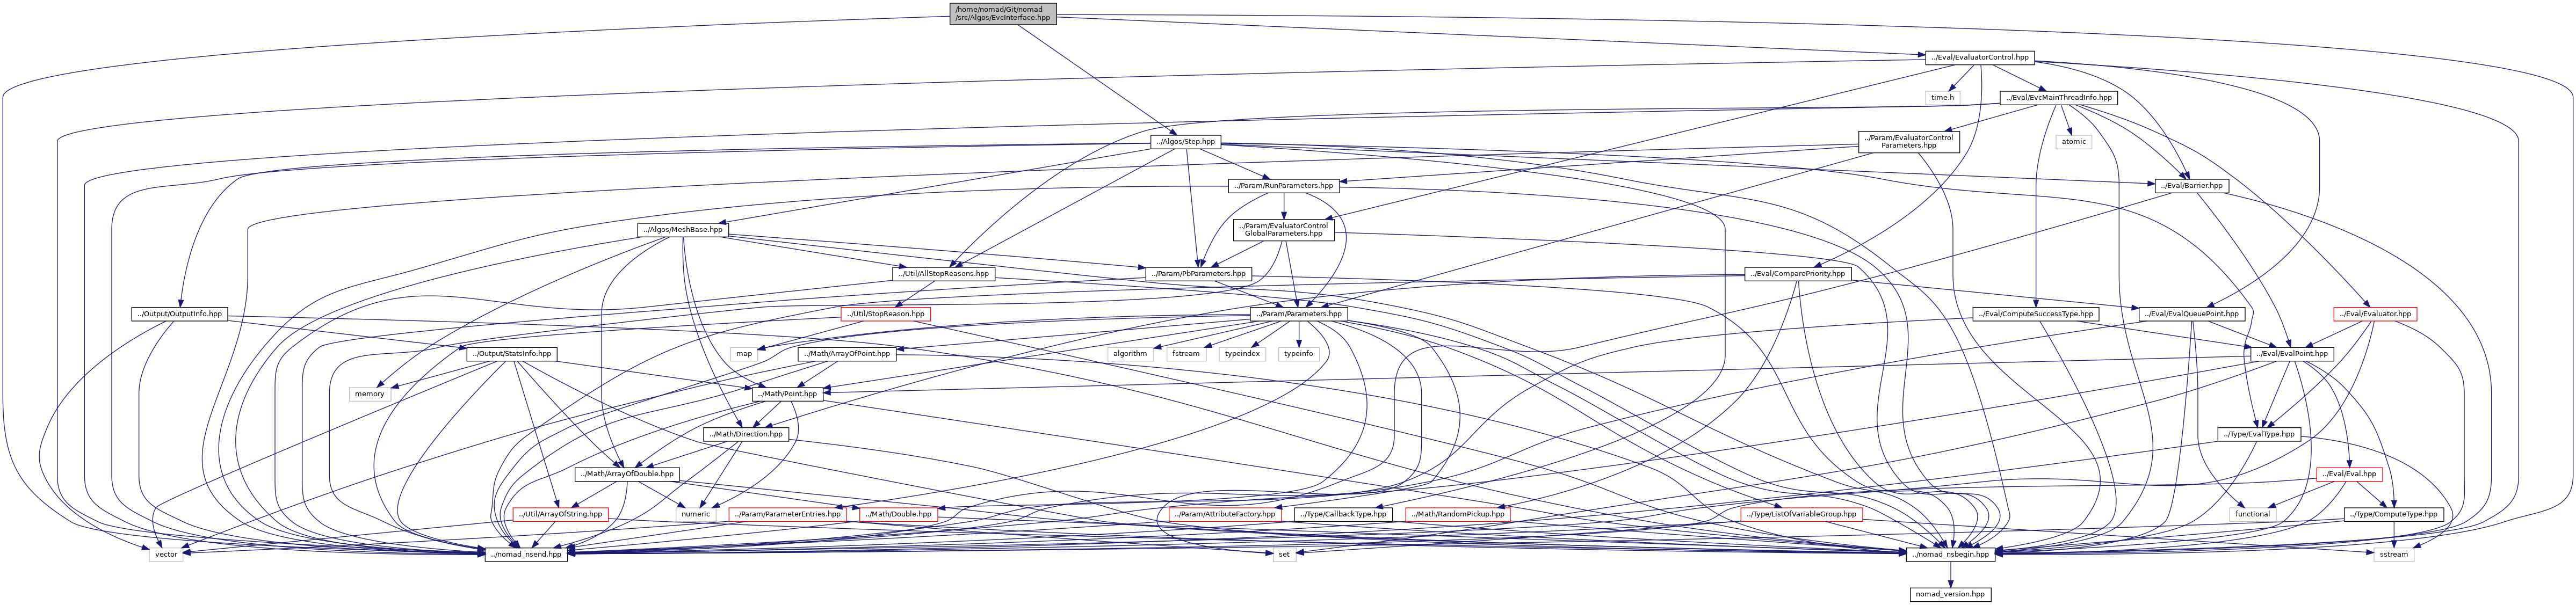 /home/nomad/Git/nomad
/src/Algos/EvcInterface.hpp
../Eval/EvaluatorControl.hpp
time.h
../Eval/EvcMainThreadInfo.hpp
../Algos/Step.hpp
../Param/EvaluatorControl
Parameters.hpp
atomic
../Param/RunParameters.hpp
../Eval/Barrier.hpp
../Algos/MeshBase.hpp
../Param/EvaluatorControl
GlobalParameters.hpp
../Util/AllStopReasons.hpp
../Param/PbParameters.hpp
../Eval/ComparePriority.hpp
../Output/OutputInfo.hpp
../Util/StopReason.hpp
../Param/Parameters.hpp
../Eval/ComputeSuccessType.hpp
../Eval/EvalQueuePoint.hpp
../Eval/Evaluator.hpp
../Output/StatsInfo.hpp
map
../Math/ArrayOfPoint.hpp
algorithm
fstream
typeindex
typeinfo
../Eval/EvalPoint.hpp
memory
../Math/Point.hpp
../Math/Direction.hpp
../Type/EvalType.hpp
../Math/ArrayOfDouble.hpp
../Eval/Eval.hpp
../Util/ArrayOfString.hpp
numeric
../Param/ParameterEntries.hpp
../Math/Double.hpp
../Param/AttributeFactory.hpp
../Type/CallbackType.hpp
../Math/RandomPickup.hpp
../Type/ListOfVariableGroup.hpp
functional
../Type/ComputeType.hpp
vector
../nomad_nsend.hpp
set
../nomad_nsbegin.hpp
sstream
nomad_version.hpp